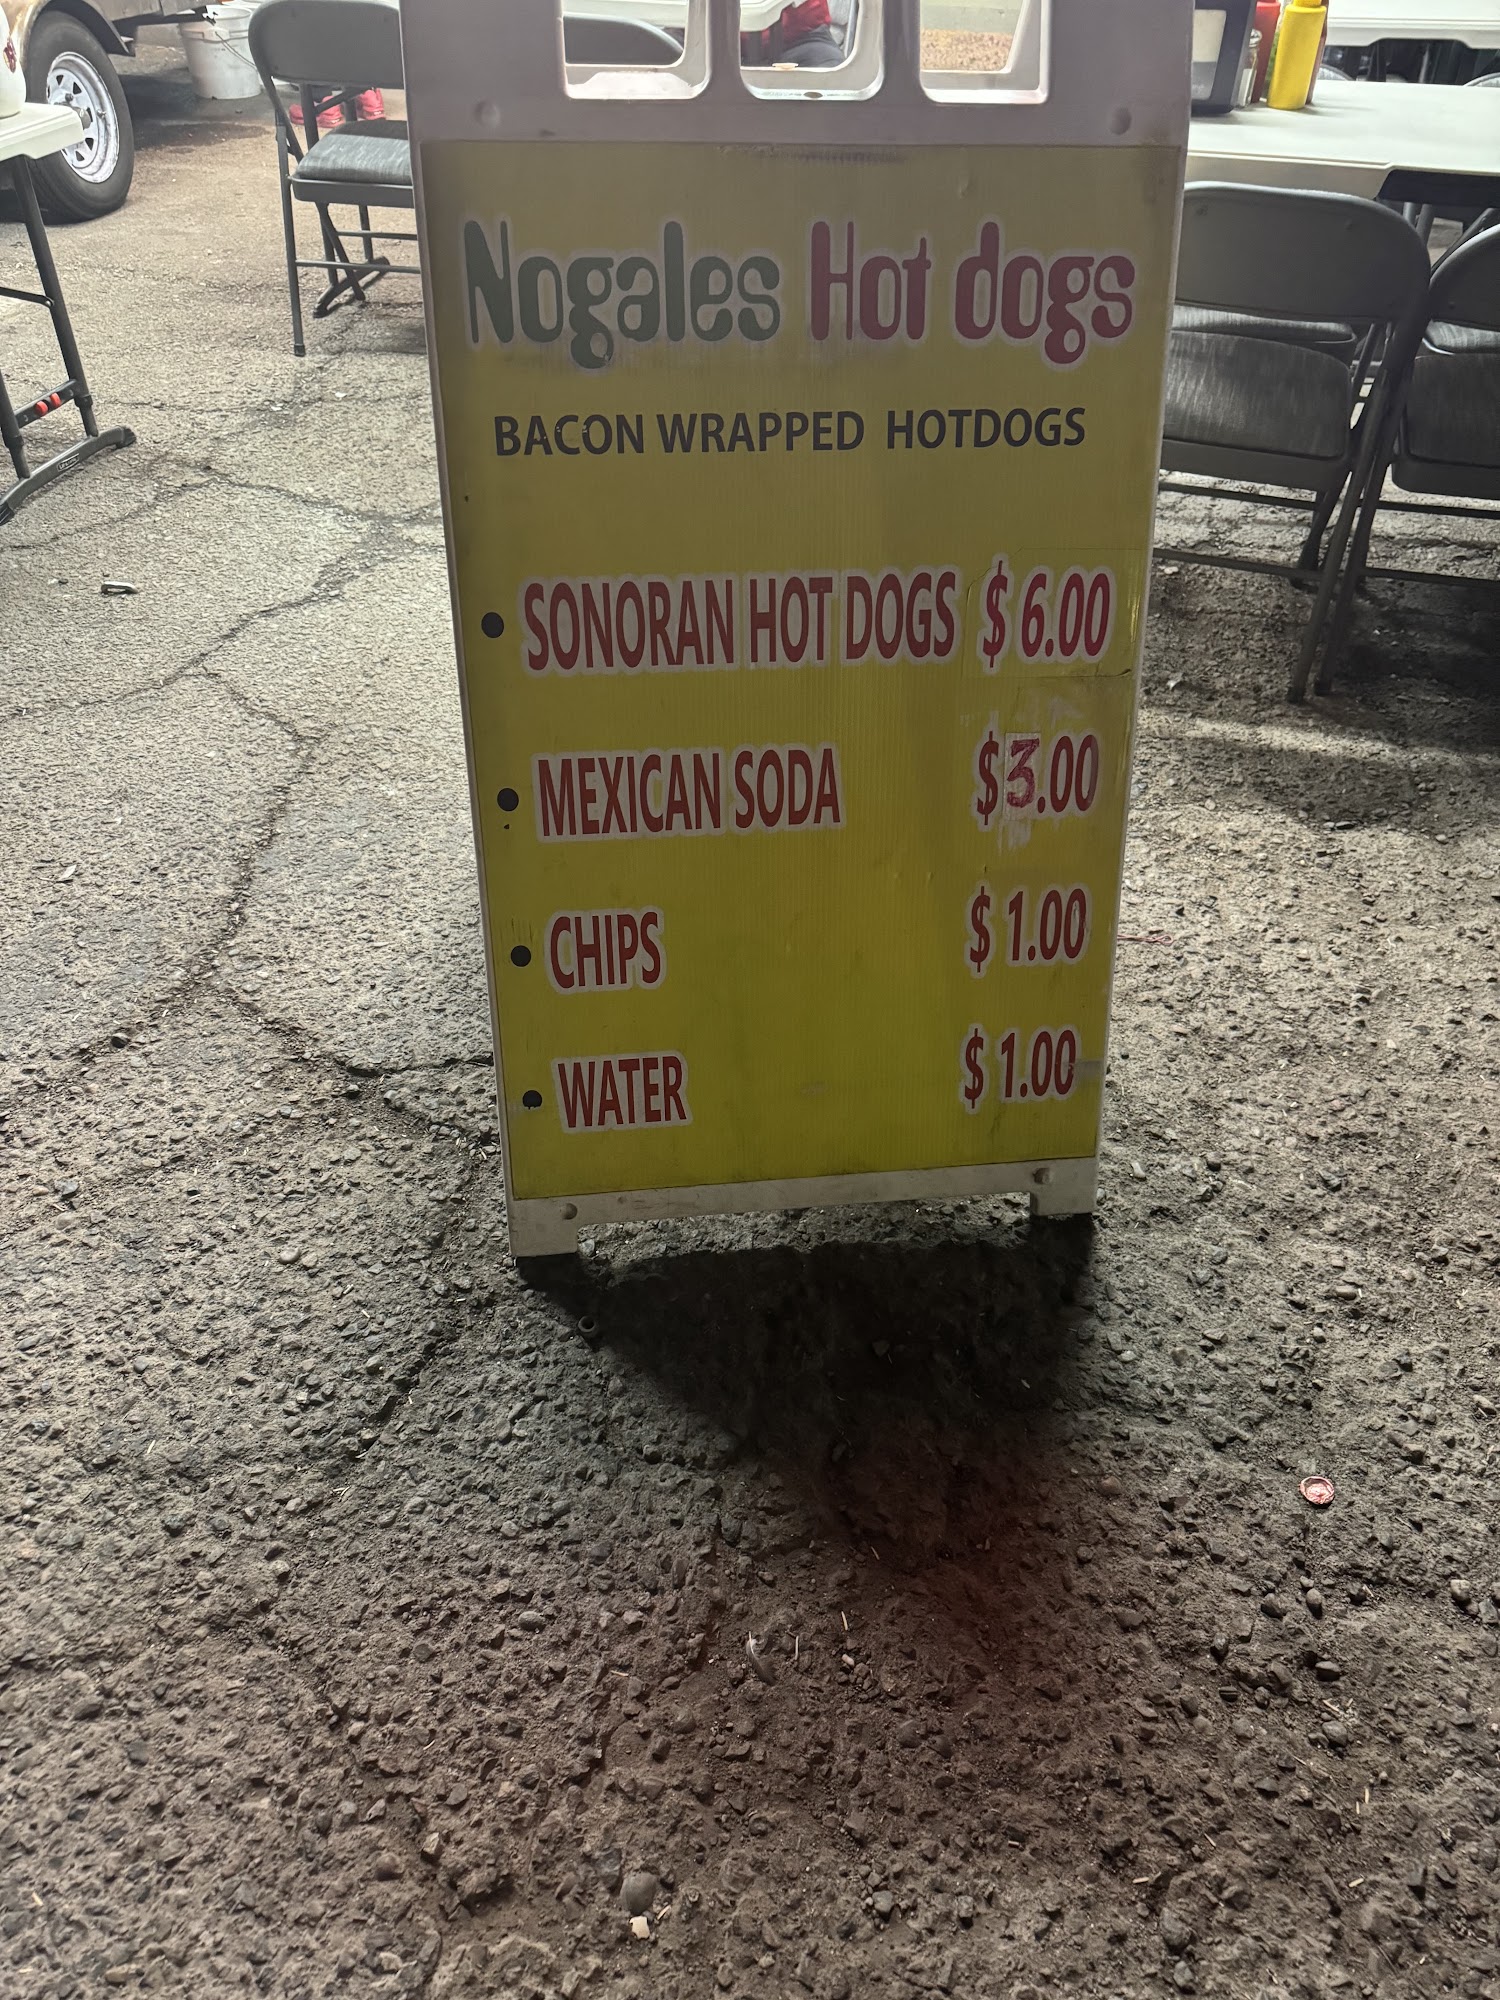 Nogales Hot dogs
BACON WRAPPED HOTDOGS
• SONORAN HOT DOGS $ 6.00
• MEXICAN SODA $ 3.00
• CHIPS $ 1.00
• WATER $ 1.00